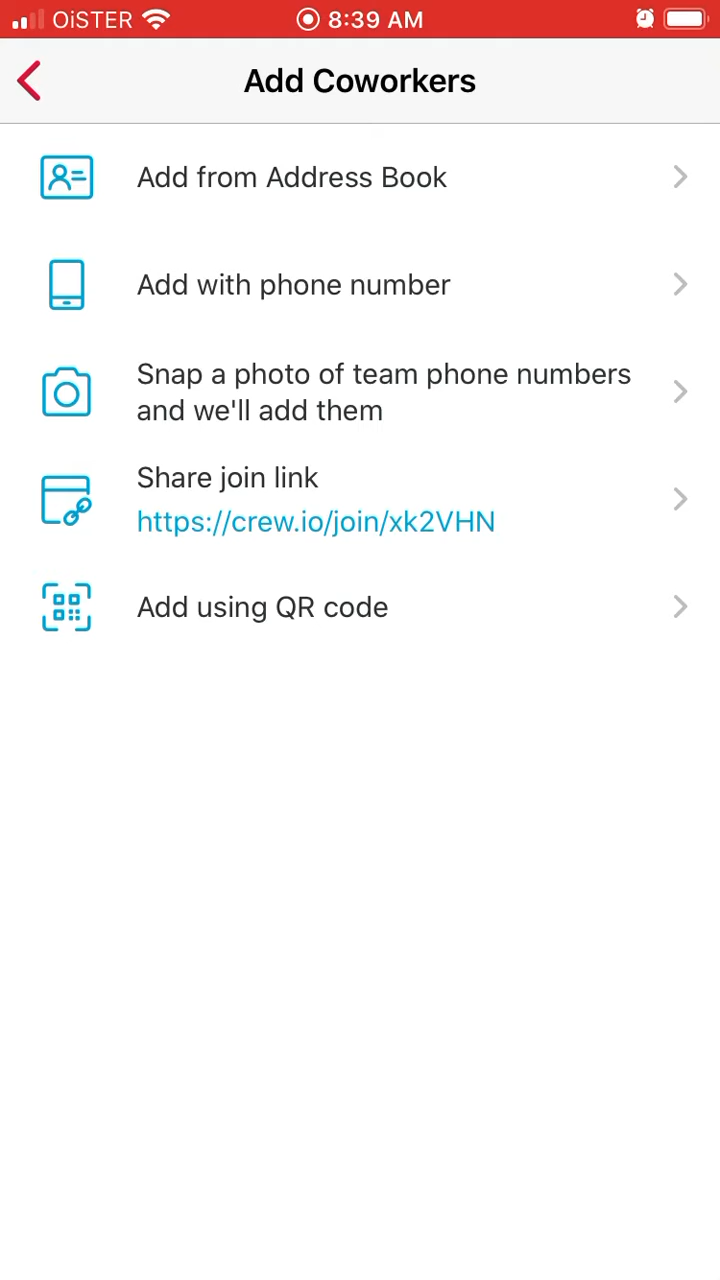 OiSTER 8:39 AM
Add Coworkers
Add from Address Book
Add with phone number
Snap a photo of team phone numbers
and we'll add them
Share join link
https://crew.io/join/xk2VHN
Add using QR code